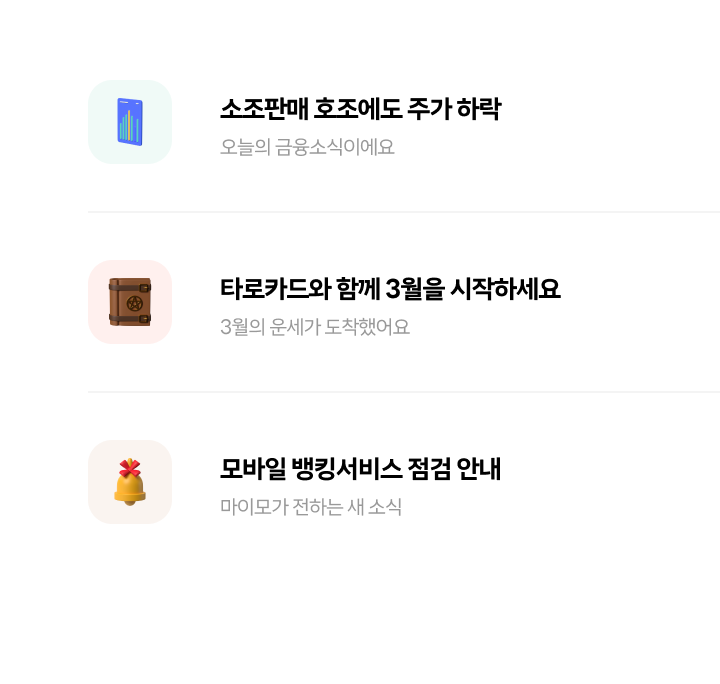 소조판매 호조에도 주가 하락
오늘의 금융소식이에요
타로카드와 함께 3월을 시작하세요
3월의 운세가 도착했어요
모바일 뱅킹서비스 점검 안내
마이모가 전하는 새 소식